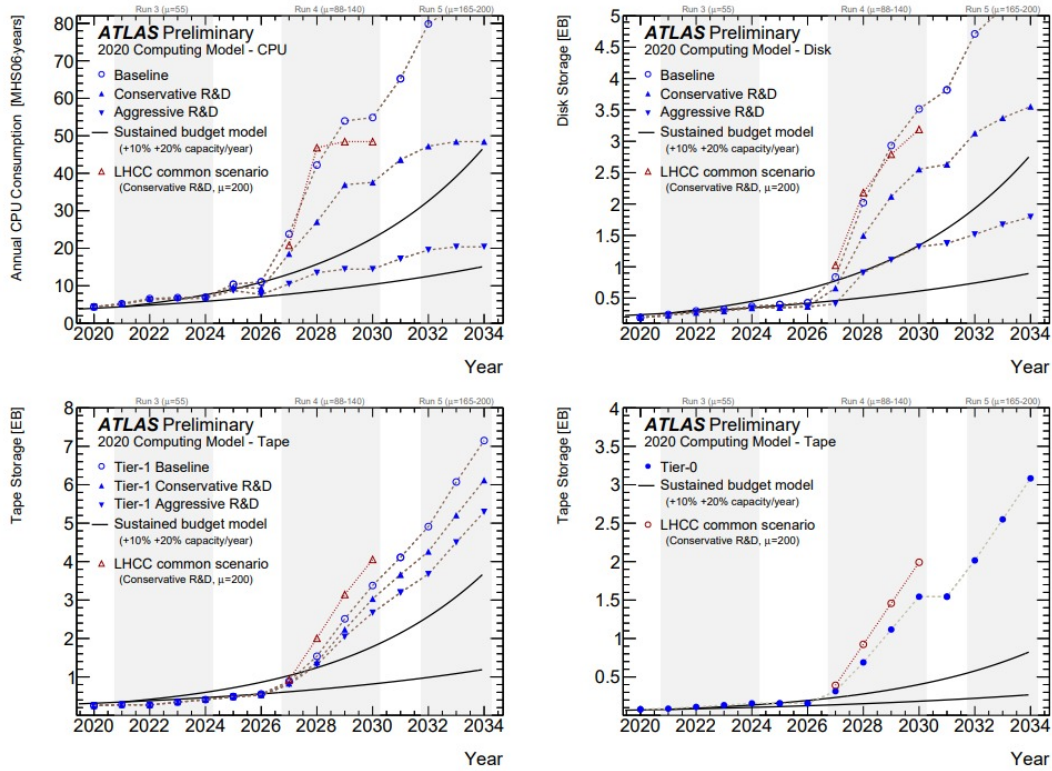 Run 3 (μ=55)
Run 4 (μ=88-140)
Run 5 (μ=165-200)
ATLAS Preliminary
2020 Computing Model - CPU
Baseline
Conservative R&D
Aggressive R&D
Sustained budget model
(+10% +20% capacity/year)
LHCC common scenario
(Conservative R&D, μ=200)
Annual CPU Consumption [MHS06-years]
80
70
60
50
40
30
20
10
0
2020 2022 2024 2026 2028 2030 2032 2034
Year
Run 3 (μ=55)
Run 4 (μ=88-140)
Run 5 (μ=165-200)
ATLAS Preliminary
2020 Computing Model - Disk
Baseline
Conservative R&D
Aggressive R&D
Sustained budget model
(+10% +20% capacity/year)
LHCC common scenario
(Conservative R&D, μ=200)
Disk Storage [EB]
5
4.5
4
3.5
3
2.5
2
1.5
1
0.5
2020 2022 2024 2026 2028 2030 2032 2034
Year
Run 3 (μ=55)
Run 4 (μ=88-140)
Run 5 (μ=165-200)
ATLAS Preliminary
2020 Computing Model - Tape
Tier-1 Baseline
Tier-1 Conservative R&D
Tier-1 Aggressive R&D
Sustained budget model
(+10% +20% capacity/year)
LHCC common scenario
(Conservative R&D, μ=200)
Tape Storage [EB]
8
7
6
5
4
3
2
1
2020 2022 2024 2026 2028 2030 2032 2034
Year
Run 3 (μ=55)
Run 4 (μ=88-140)
Run 5 (μ=165-200)
ATLAS Preliminary
2020 Computing Model - Tape
Tier-0
Sustained budget model
(+10% +20% capacity/year)
LHCC common scenario
(Conservative R&D, μ=200)
Tape Storage [EB]
4
3.5
3
2.5
2
1.5
1
0.5
2020 2022 2024 2026 2028 2030 2032 2034
Year